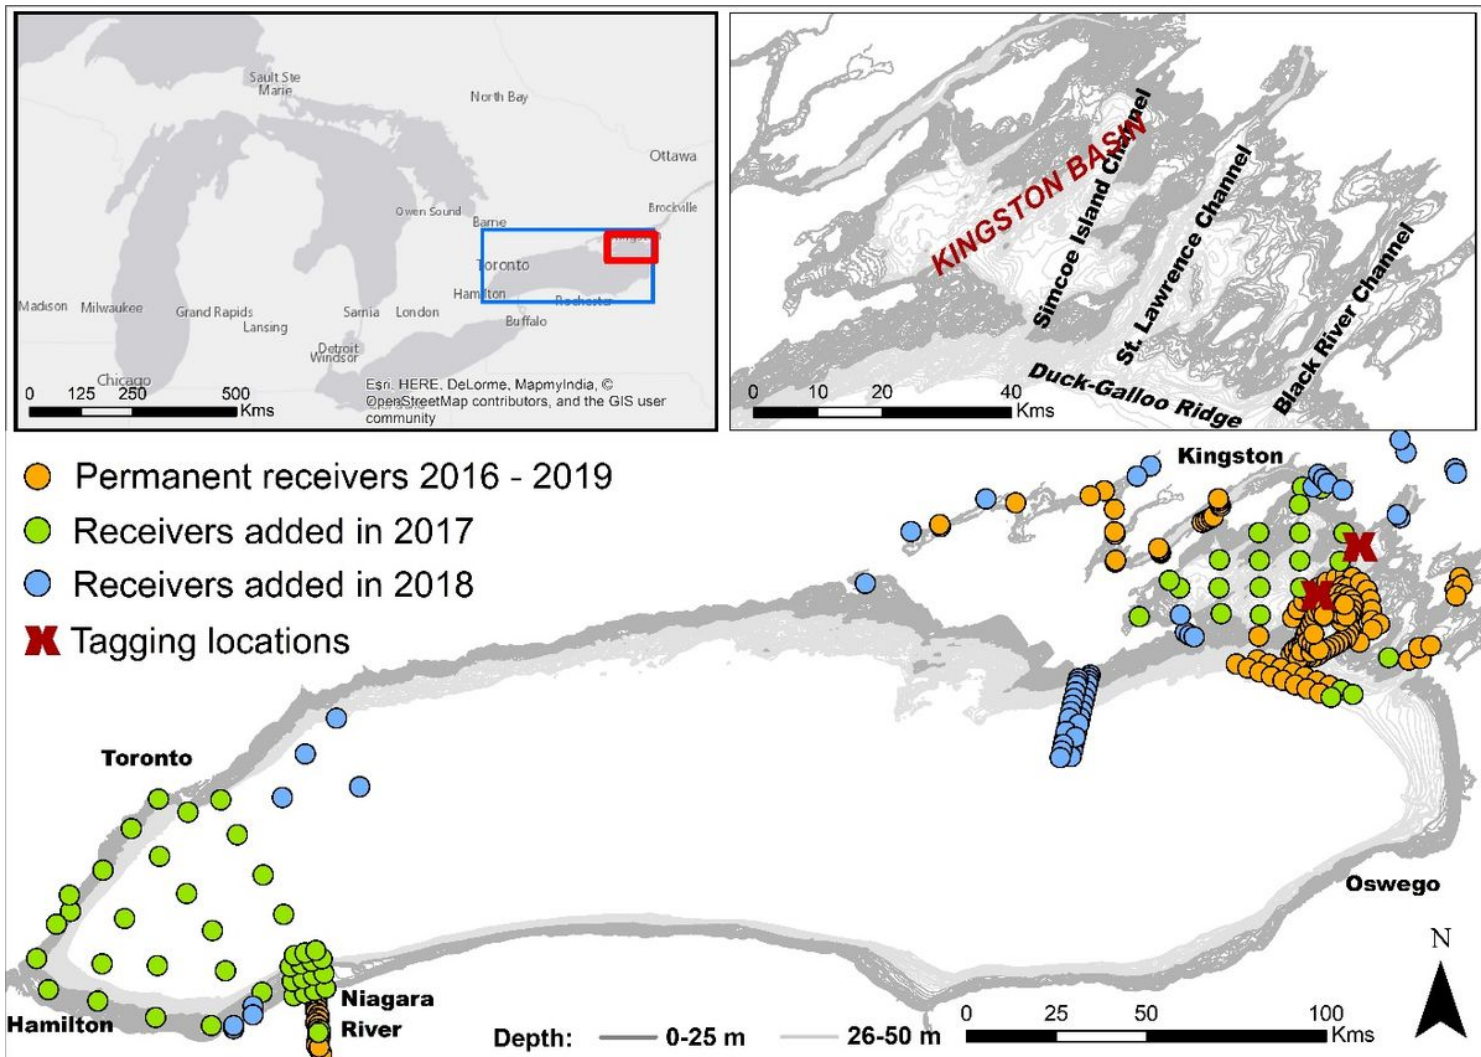 Sault Ste
Marie
North Bay
Ottawa
Brockville
Owen Sound
Barrie
Toronto
Hamilton
Rochester
Madison
Milwaukee
Grand Rapids
Lansing
Sarnia
London
Buffalo
Detroit
Windsor
Chicago
0 125 250 500
Kms
Esri, HERE, DeLorme, MapmyIndia, ©
OpenStreetMap contributors, and the GIS user
community
KINGSTON BASIN
Simcoe Island Channel
St. Lawrence Channel
Black River Channel
Duck-Galloo Ridge
0 10 20 40
Kms
Permanent receivers 2016 - 2019
Receivers added in 2017
Receivers added in 2018
Tagging locations
Kingston
Toronto
Oswego
Hamilton
Niagara
River
N
Depth: 0-25 m 26-50 m
0 25 50 100
Kms